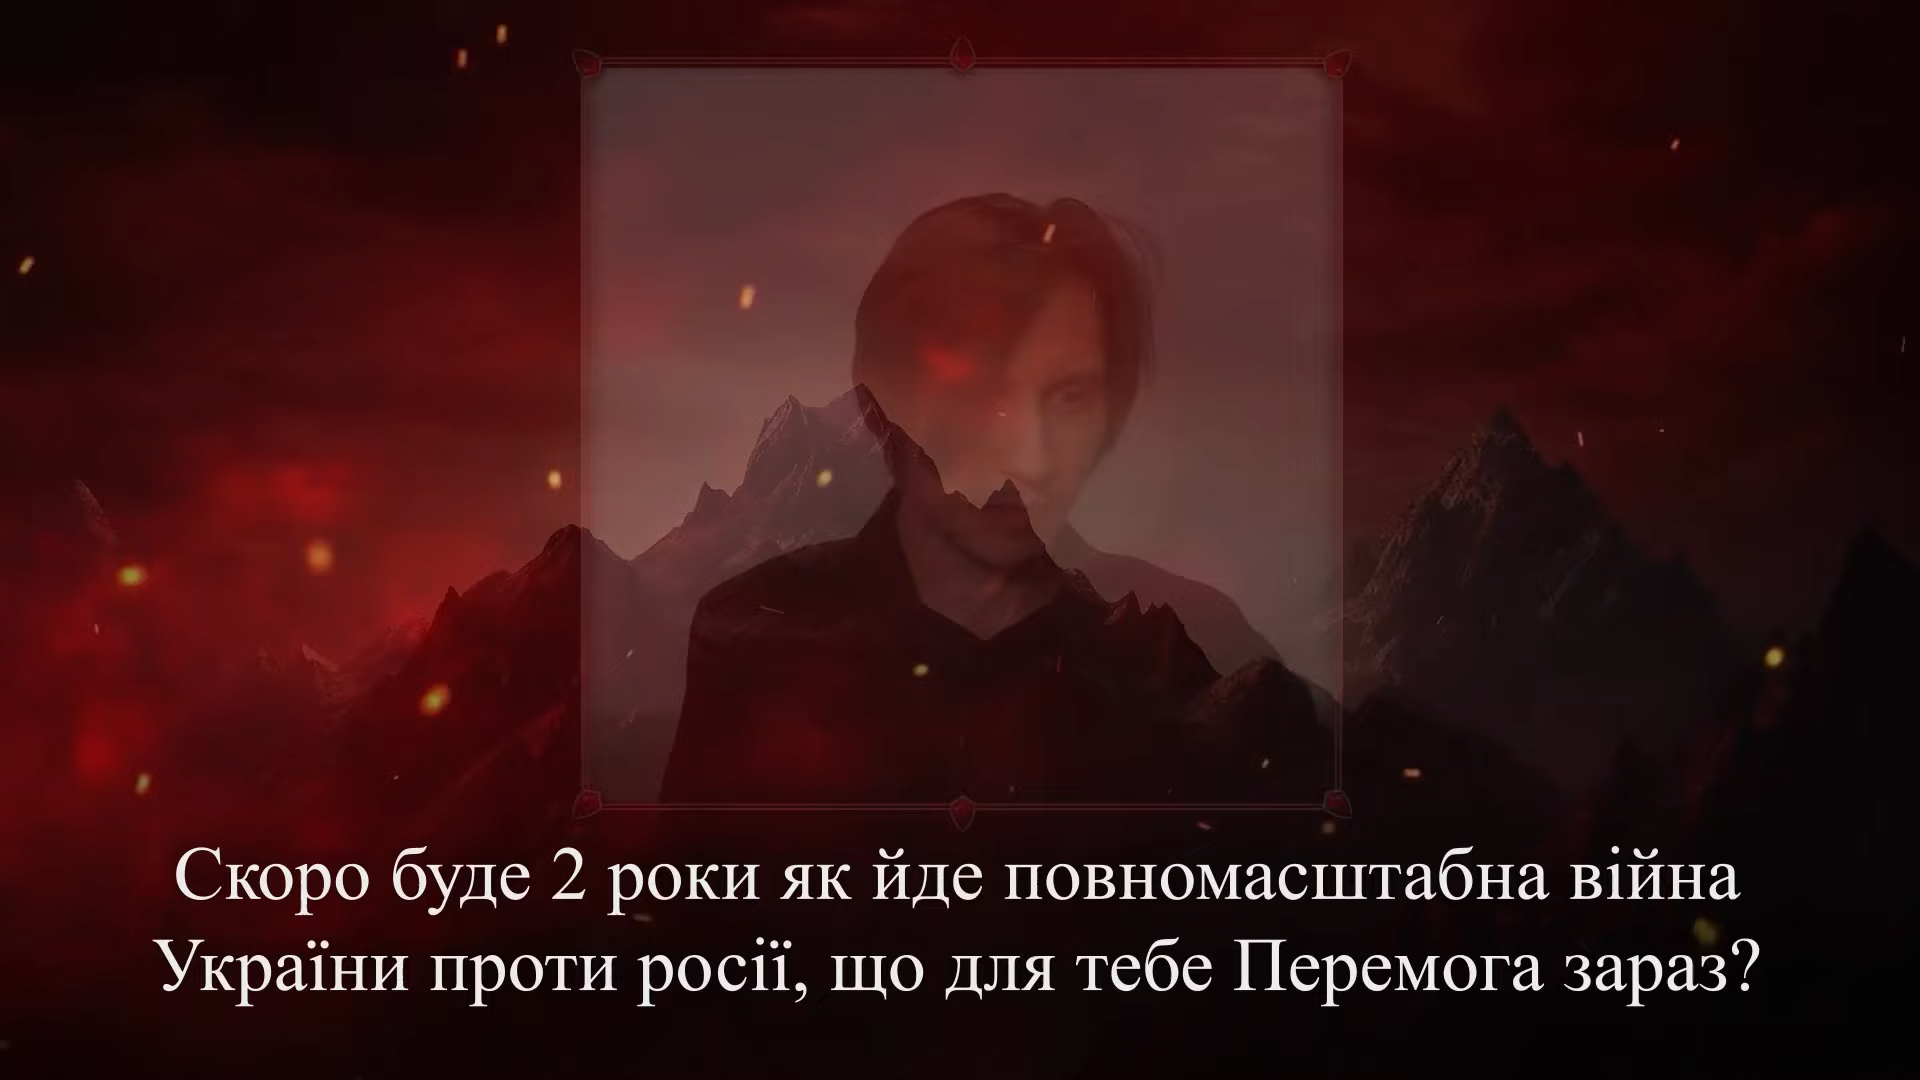 Скоро буде 2 роки як йде повномасштабна війна
України проти росії, що для тебе Перемога зараз?